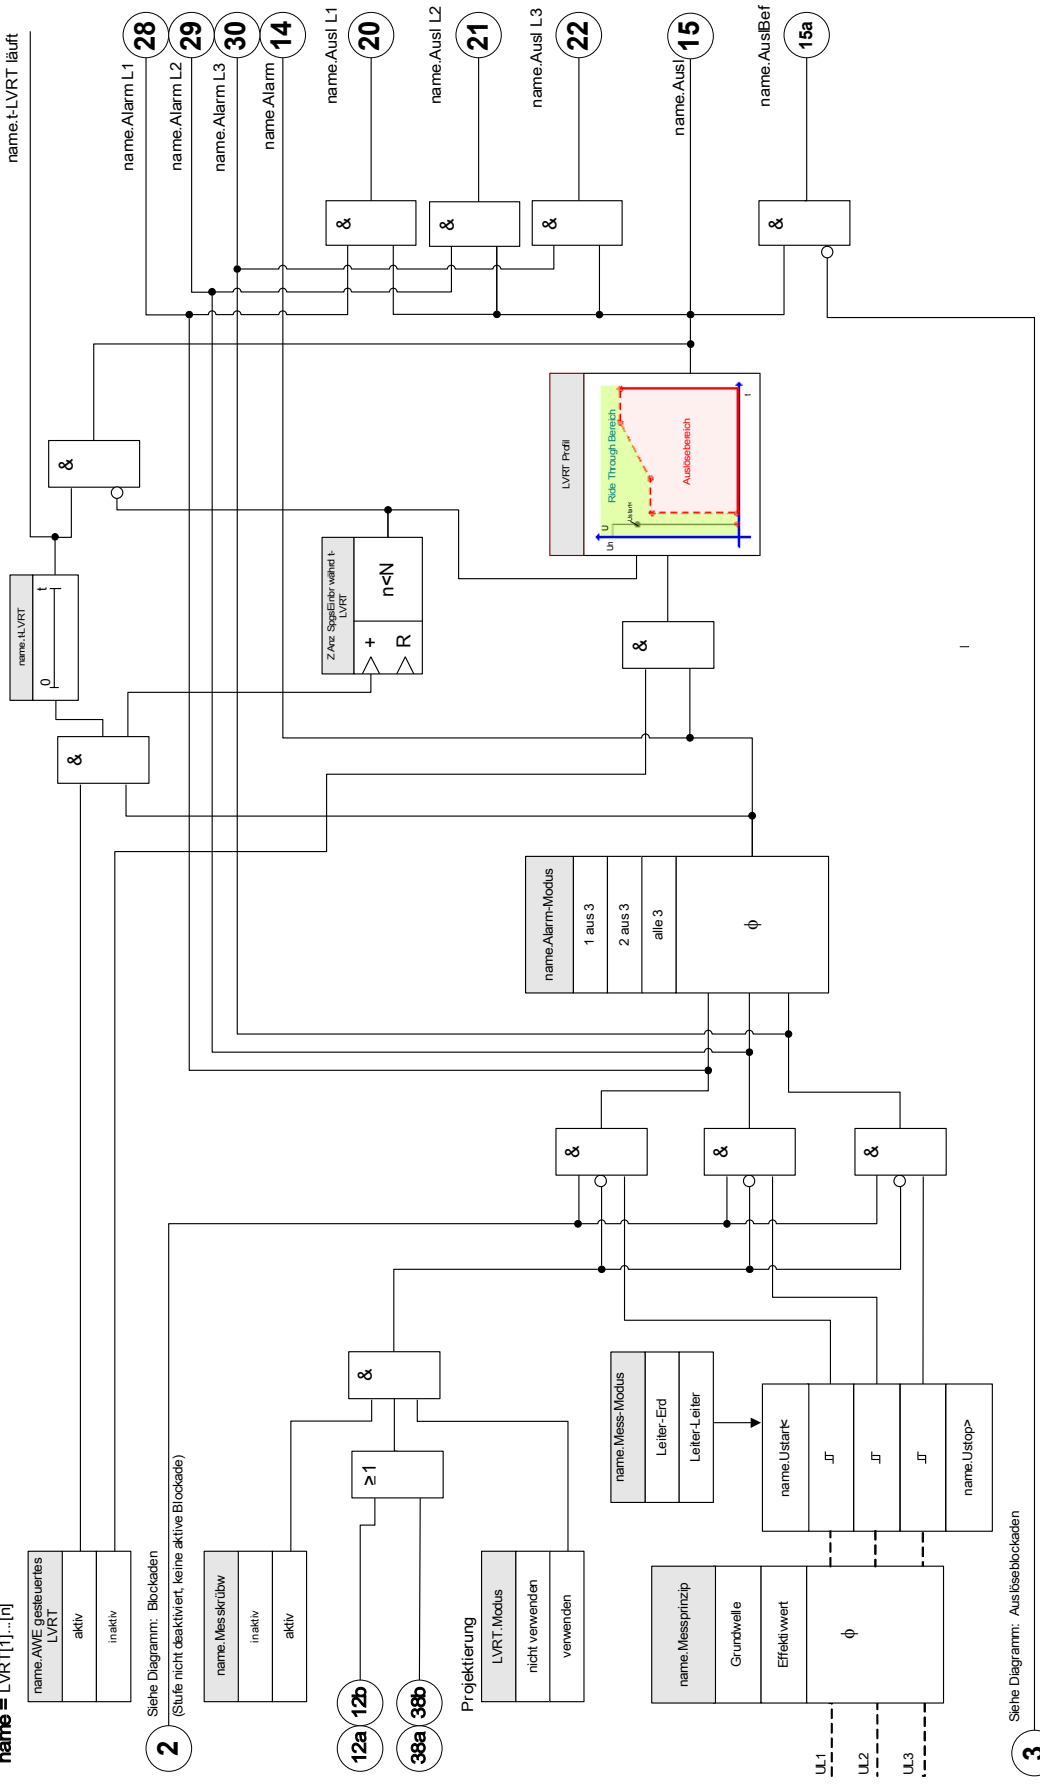 name = LVRT[1]...[n]
name.AWE gesteuertes
LVRT
aktiv
inaktiv
2
Siehe Diagramm: Blockaden
(Stufe nicht deaktiviert, keine aktive Blockade)
name.Messkrübw
inaktiv
aktiv
12a
12b
38a
38b
≥1
&
Projektierung
LVRT.Modus
nicht verwenden
verwenden
name.Messprinzip
Grundwelle
Effektivwert
φ
UL1
UL2
UL3
name.Mess-Modus
Leiter-Erd
Leiter-Leiter
name.Ustart<
name.Ustop>
3
Siehe Diagramm: Auslöseblockaden
&
&
&
name.Alarm-Modus
1 aus 3
2 aus 3
alle 3
φ
&
name.t-LVRT
0
t
Z Anz SpgsEinbr währd t-
LVRT
+
R
n<N
&
&
LVRT Profil
U
Un
Ustart<
Ride Through Bereich
Auslösebereich
t
&
&
&
&
name.t-LVRT läuft
name.Alarm L1
28
name.Alarm L2
29
name.Alarm L3
30
name.Alarm
14
name.Ausl L1
20
name.Ausl L2
21
name.Ausl L3
22
name.Ausl
15
name.AuslBef
15a